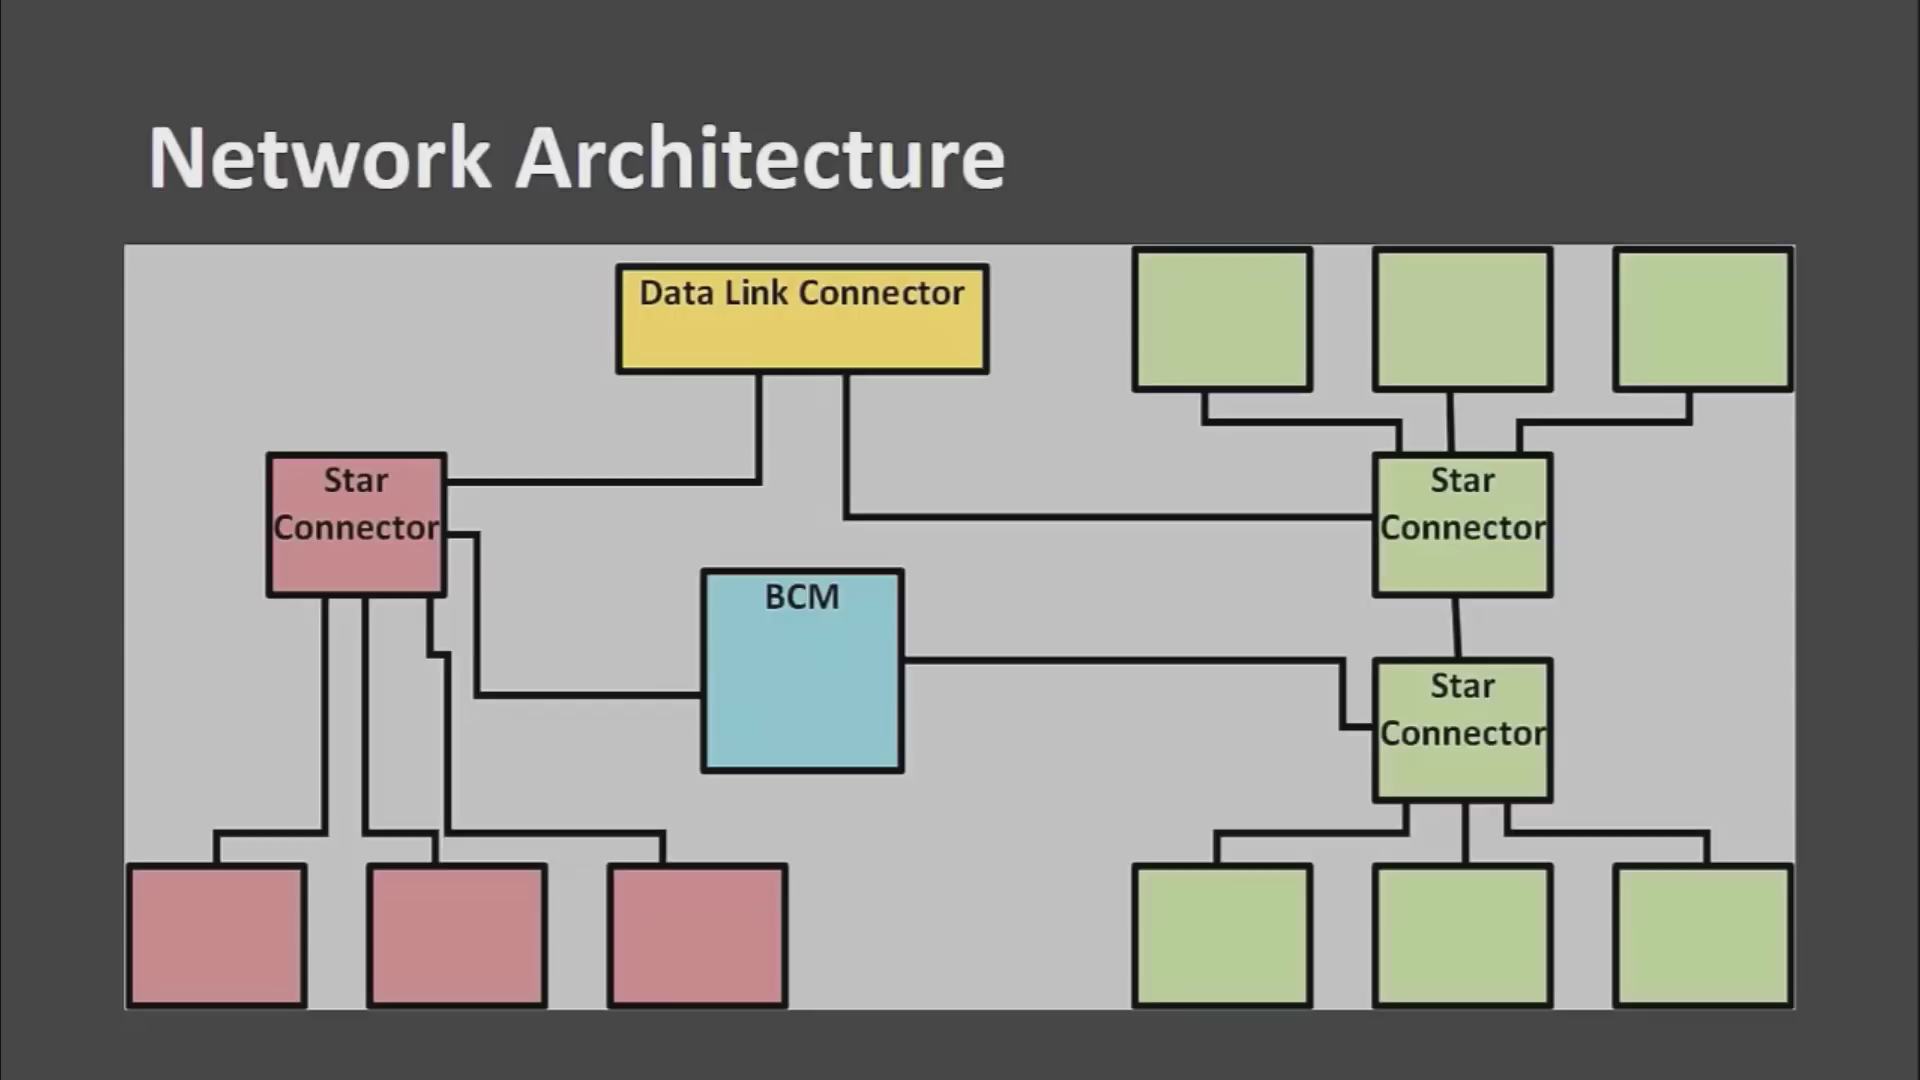 Network Architecture
Data Link Connector
Star
Connector
Star
Connector
BCM
Star
Connector